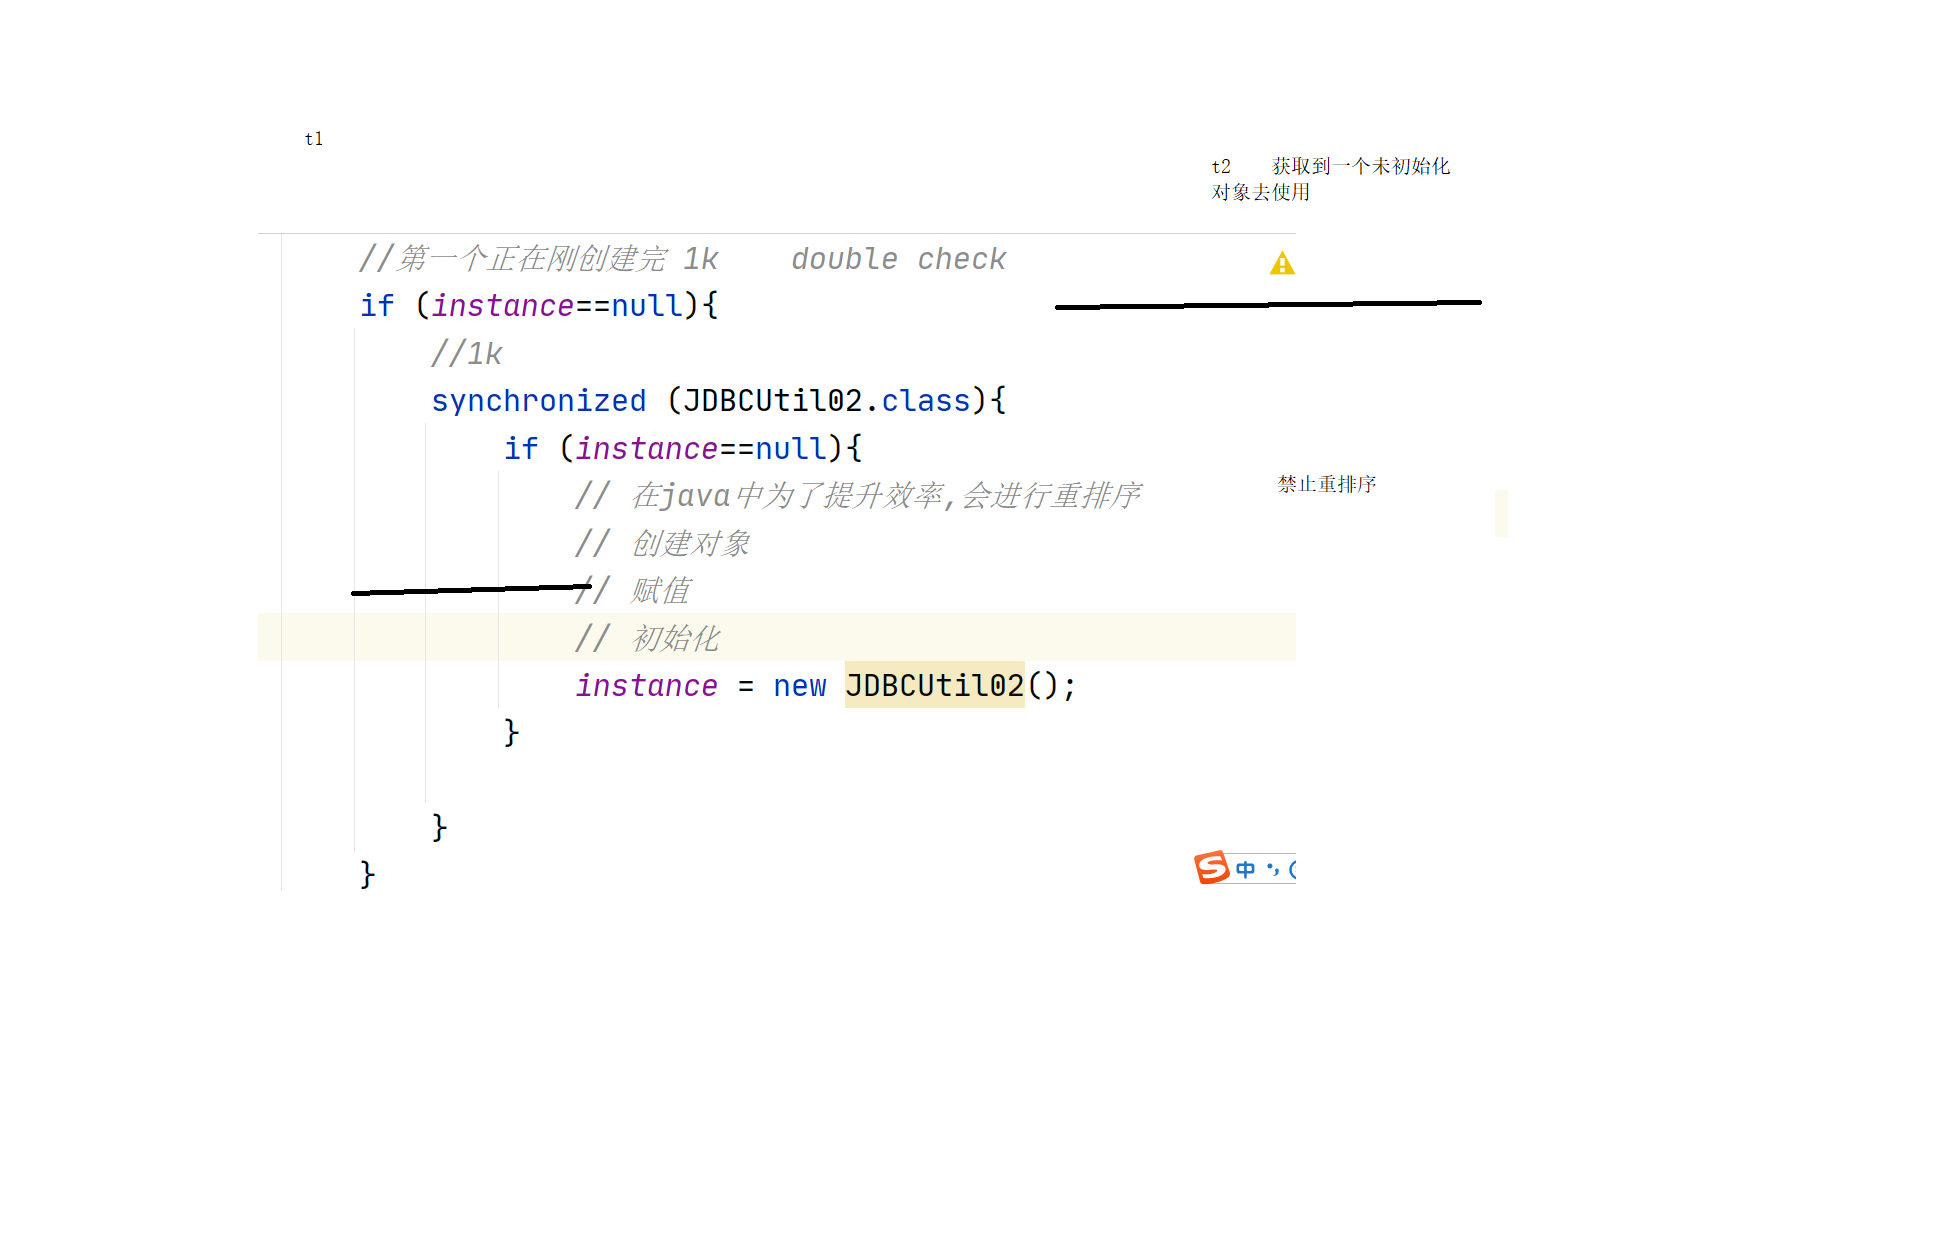 t1
t2    获取到一个未初始化
对象去使用
//第一个正在刚创建完 1k    double check
if (instance==null){
//1k
synchronized (JDBCUtil02.class){
if (instance==null){
// 在java中为了提升效率,会进行重排序
禁止重排序
// 创建对象
// 赋值
// 初始化
instance = new JDBCUtil02();
}
}
}
中